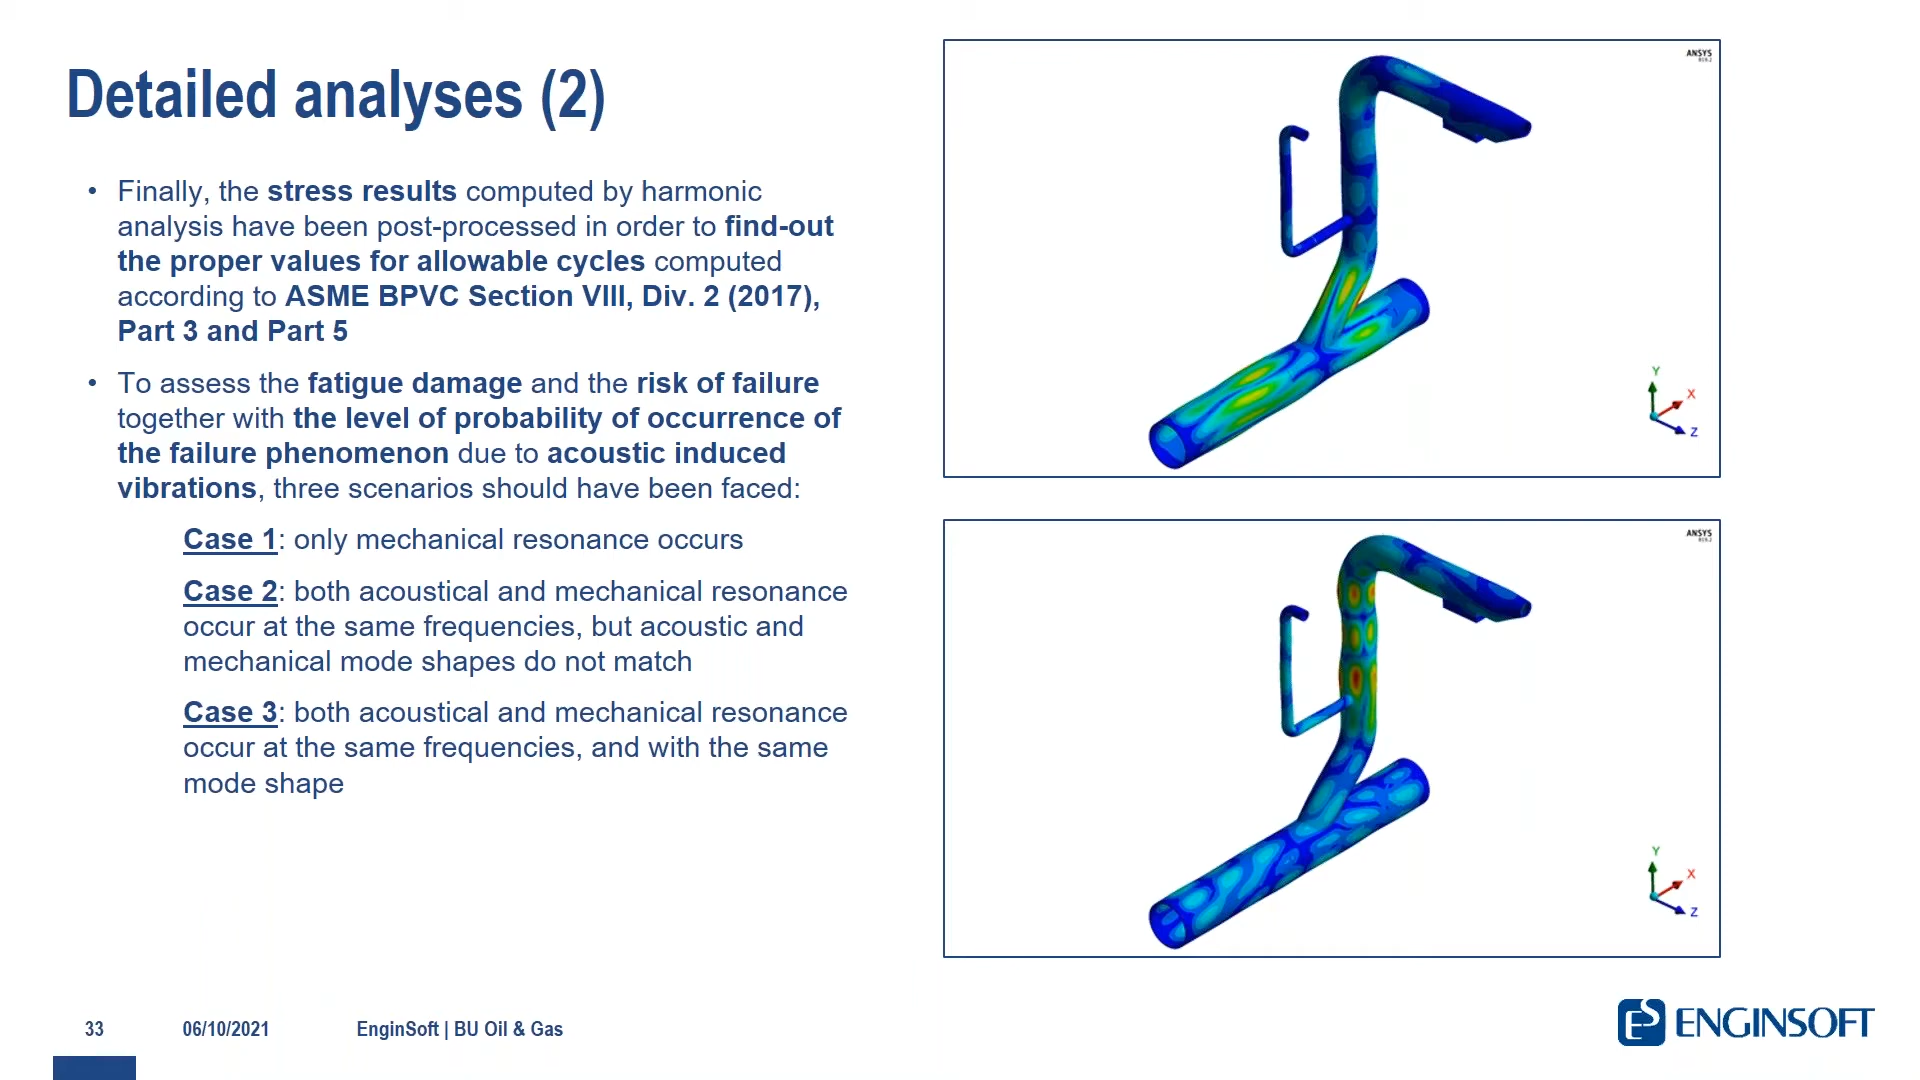 Detailed analyses (2)
• Finally, the stress results computed by harmonic
analysis have been post-processed in order to find-out
the proper values for allowable cycles computed
according to ASME BPVC Section VIII, Div. 2 (2017),
Part 3 and Part 5
• To assess the fatigue damage and the risk of failure
together with the level of probability of occurrence of
the failure phenomenon due to acoustic induced
vibrations, three scenarios should have been faced:
Case 1: only mechanical resonance occurs
Case 2: both acoustical and mechanical resonance
occur at the same frequencies, but acoustic and
mechanical mode shapes do not match
Case 3: both acoustical and mechanical resonance
occur at the same frequencies, and with the same
mode shape
ANSYS
R19.2
Y
X
Z
ANSYS
R19.2
Y
X
Z
33 06/10/2021 EnginSoft | BU Oil & Gas
ES ENGINSOFT